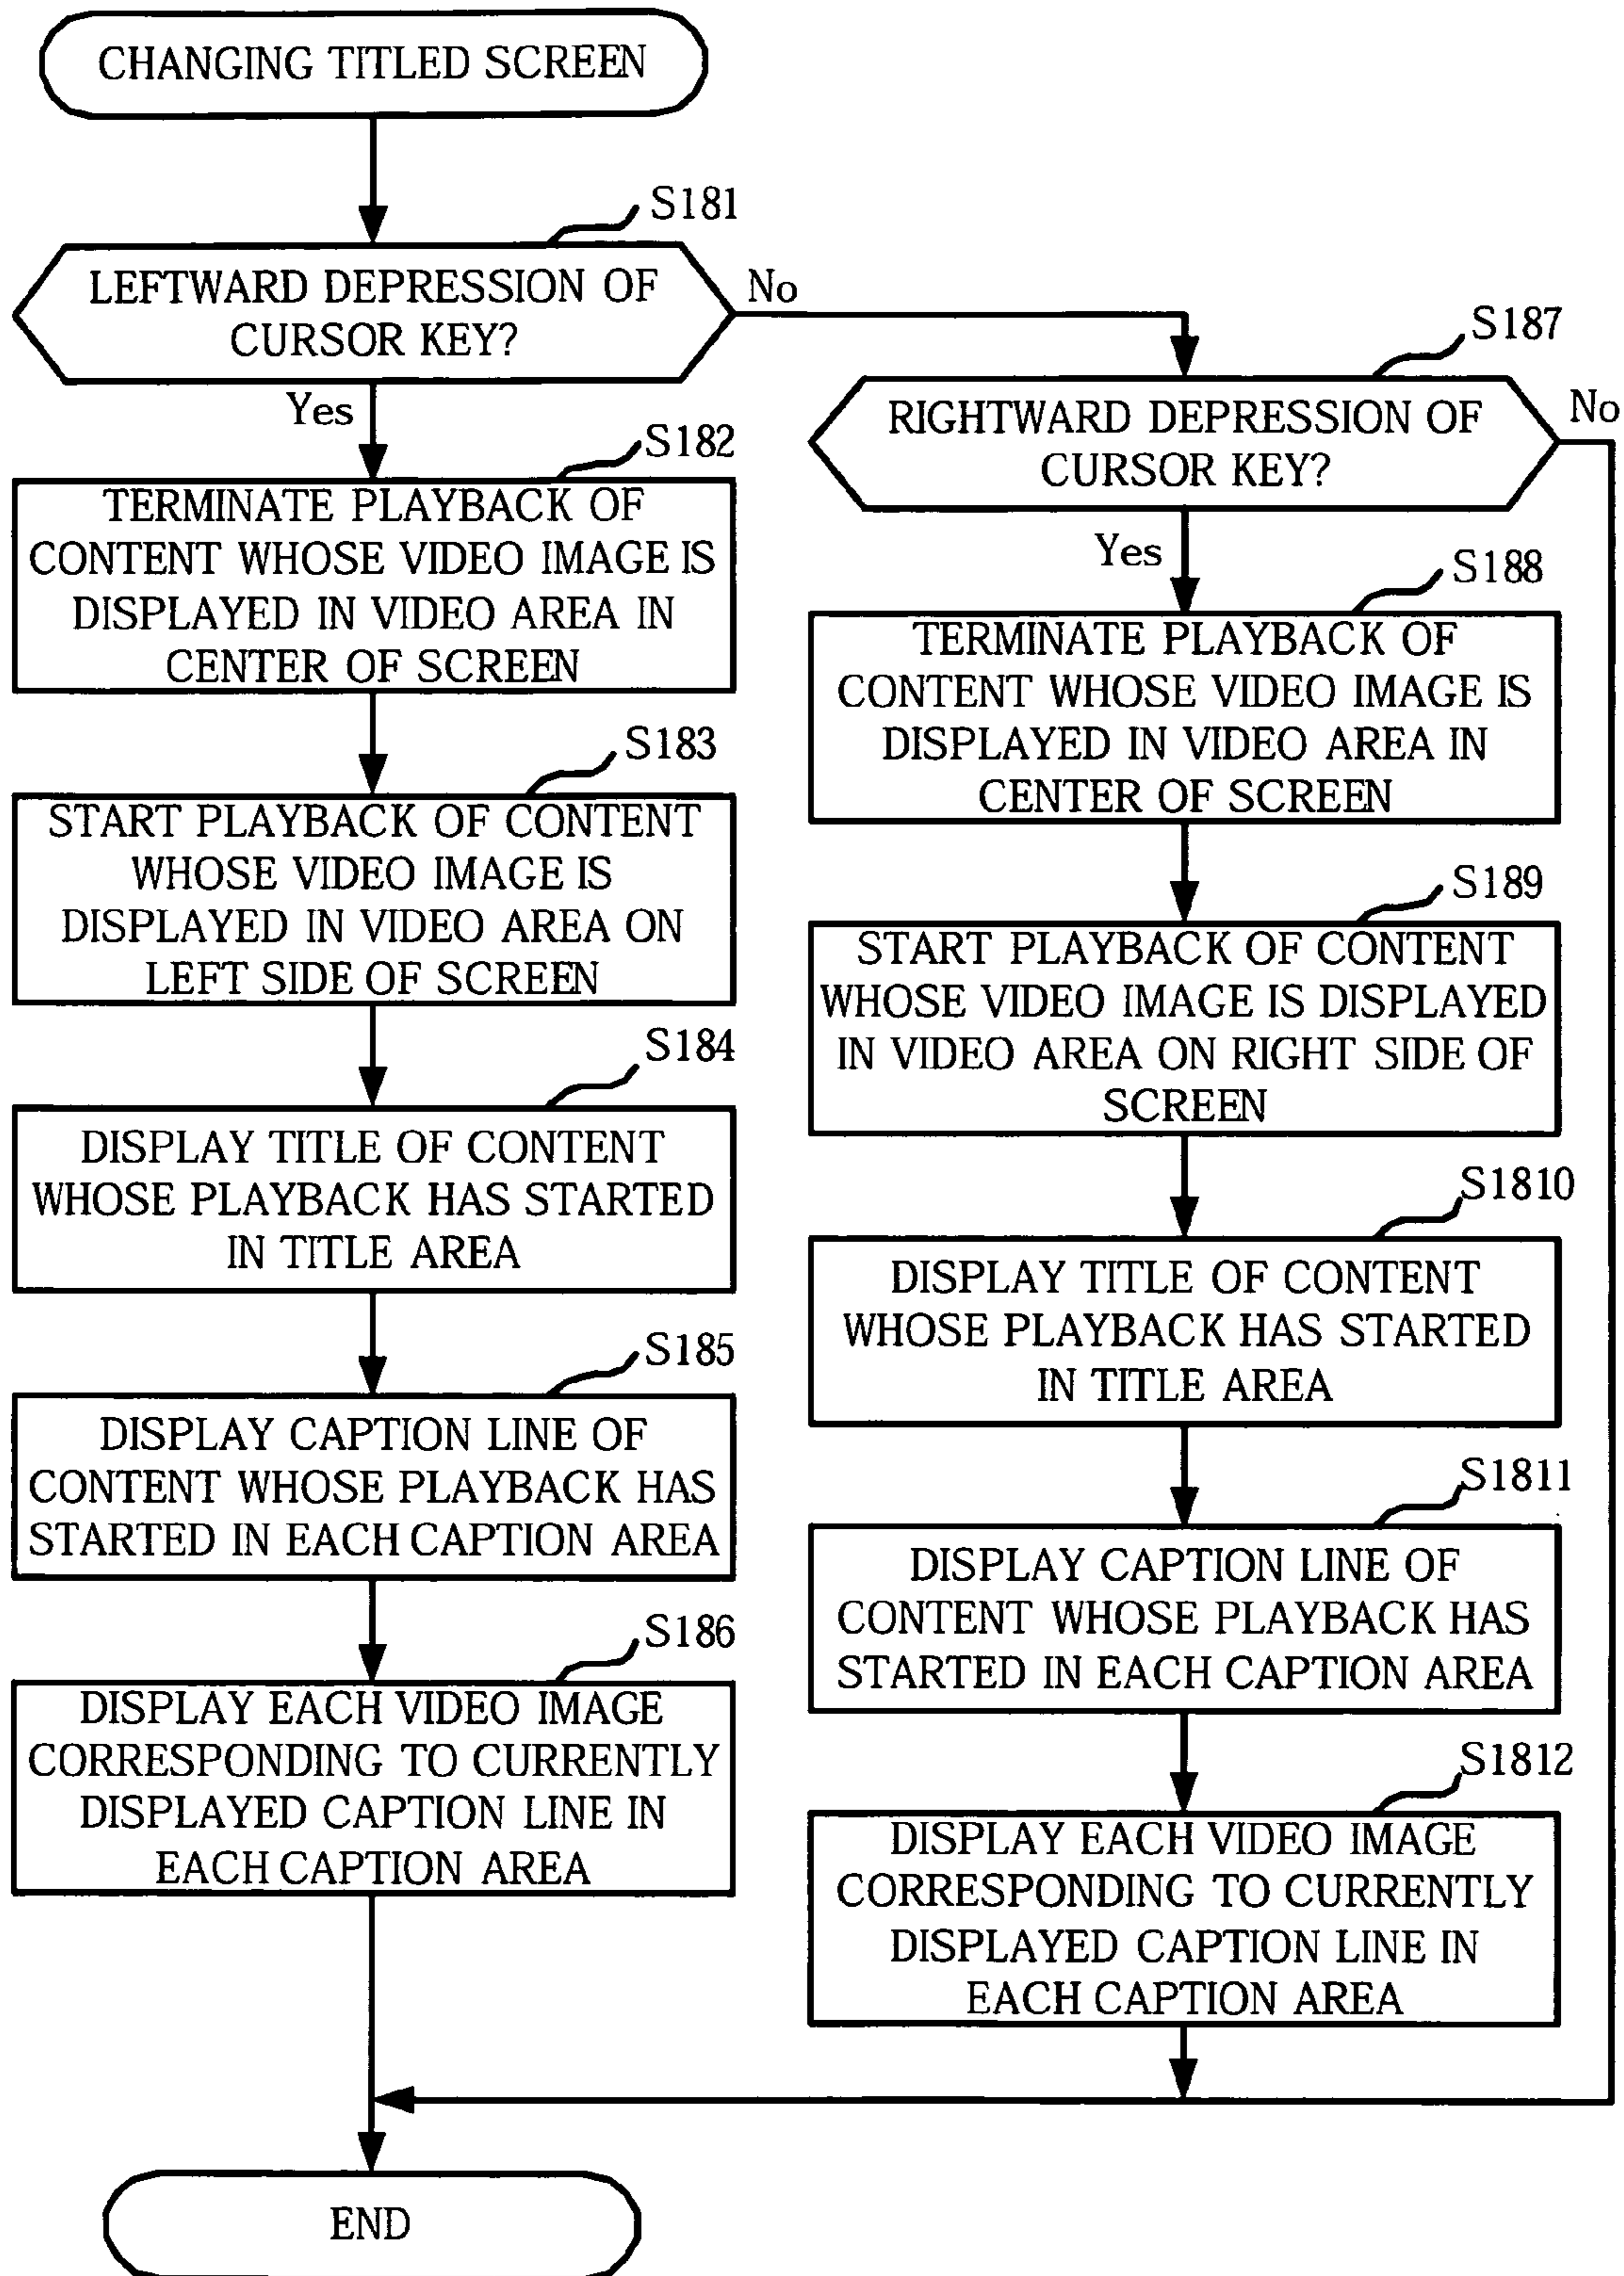 CHANGING TITLED SCREEN
S181
LEFTWARD DEPRESSION OF
CURSOR KEY?
No
Yes
S182
TERMINATE PLAYBACK OF
CONTENT WHOSE VIDEO IMAGE IS
DISPLAYED IN VIDEO AREA IN
CENTER OF SCREEN
S183
START PLAYBACK OF CONTENT
WHOSE VIDEO IMAGE IS
DISPLAYED IN VIDEO AREA ON
LEFT SIDE OF SCREEN
S184
DISPLAY TITLE OF CONTENT
WHOSE PLAYBACK HAS STARTED
IN TITLE AREA
S185
DISPLAY CAPTION LINE OF
CONTENT WHOSE PLAYBACK HAS
STARTED IN EACH CAPTION AREA
S186
DISPLAY EACH VIDEO IMAGE
CORRESPONDING TO CURRENTLY
DISPLAYED CAPTION LINE IN
EACH CAPTION AREA
S187
RIGHTWARD DEPRESSION OF
CURSOR KEY?
No
Yes
S188
TERMINATE PLAYBACK OF
CONTENT WHOSE VIDEO IMAGE IS
DISPLAYED IN VIDEO AREA IN
CENTER OF SCREEN
S189
START PLAYBACK OF CONTENT
WHOSE VIDEO IMAGE IS DISPLAYED
IN VIDEO AREA ON RIGHT SIDE OF
SCREEN
S1810
DISPLAY TITLE OF CONTENT
WHOSE PLAYBACK HAS STARTED
IN TITLE AREA
S1811
DISPLAY CAPTION LINE OF
CONTENT WHOSE PLAYBACK HAS
STARTED IN EACH CAPTION AREA
S1812
DISPLAY EACH VIDEO IMAGE
CORRESPONDING TO CURRENTLY
DISPLAYED CAPTION LINE IN
EACH CAPTION AREA
END